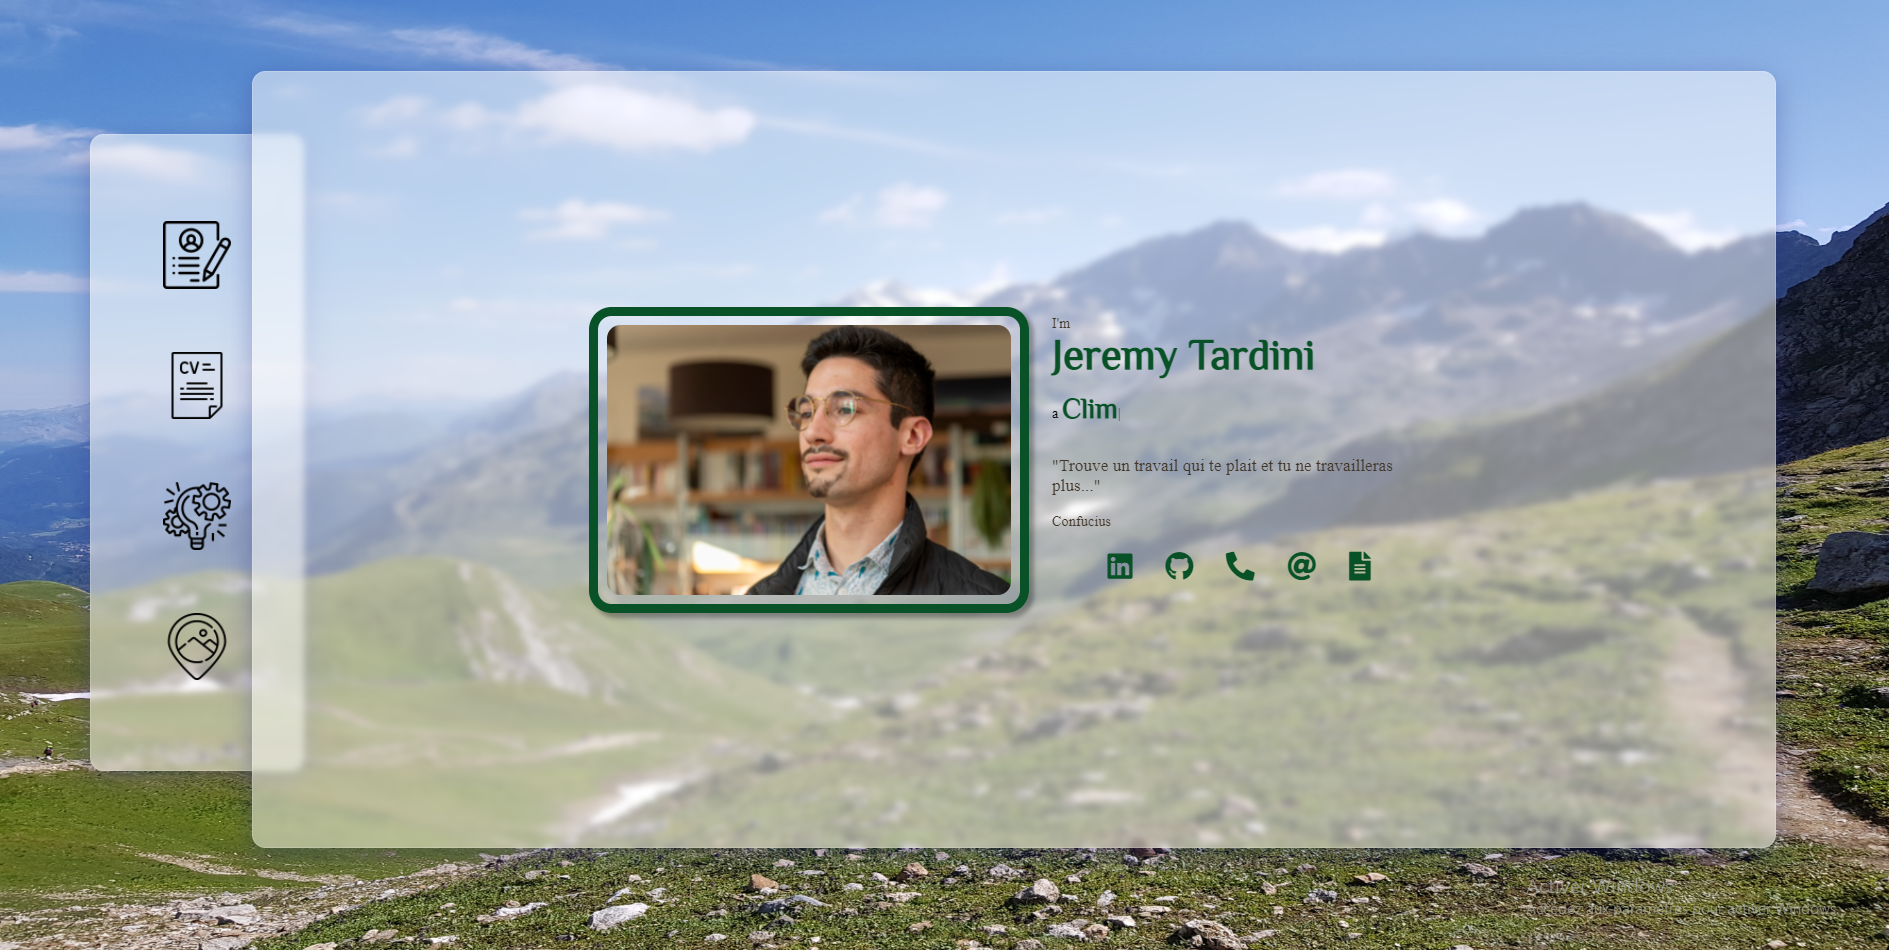 CV
I'm
Jeremy Tardini
a Clim|
"Trouve un travail qui te plait et tu ne travailleras
plus..."
Confucius
in
@
Activer Windows
Accédez aux paramètres pour activer Windows.